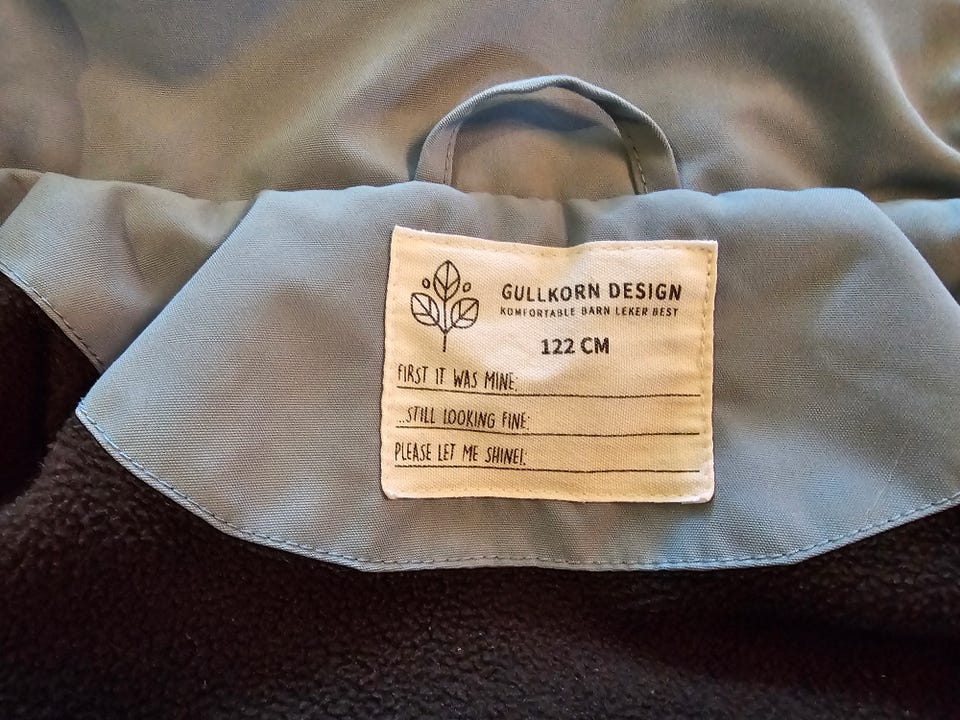 GULLKORN DESIGN
KOMFORTABLE BARN LEKER BEST
122 CM
FIRST IT WAS MINE:
...STILL LOOKING FINE:
PLEASE LET ME SHINE!: